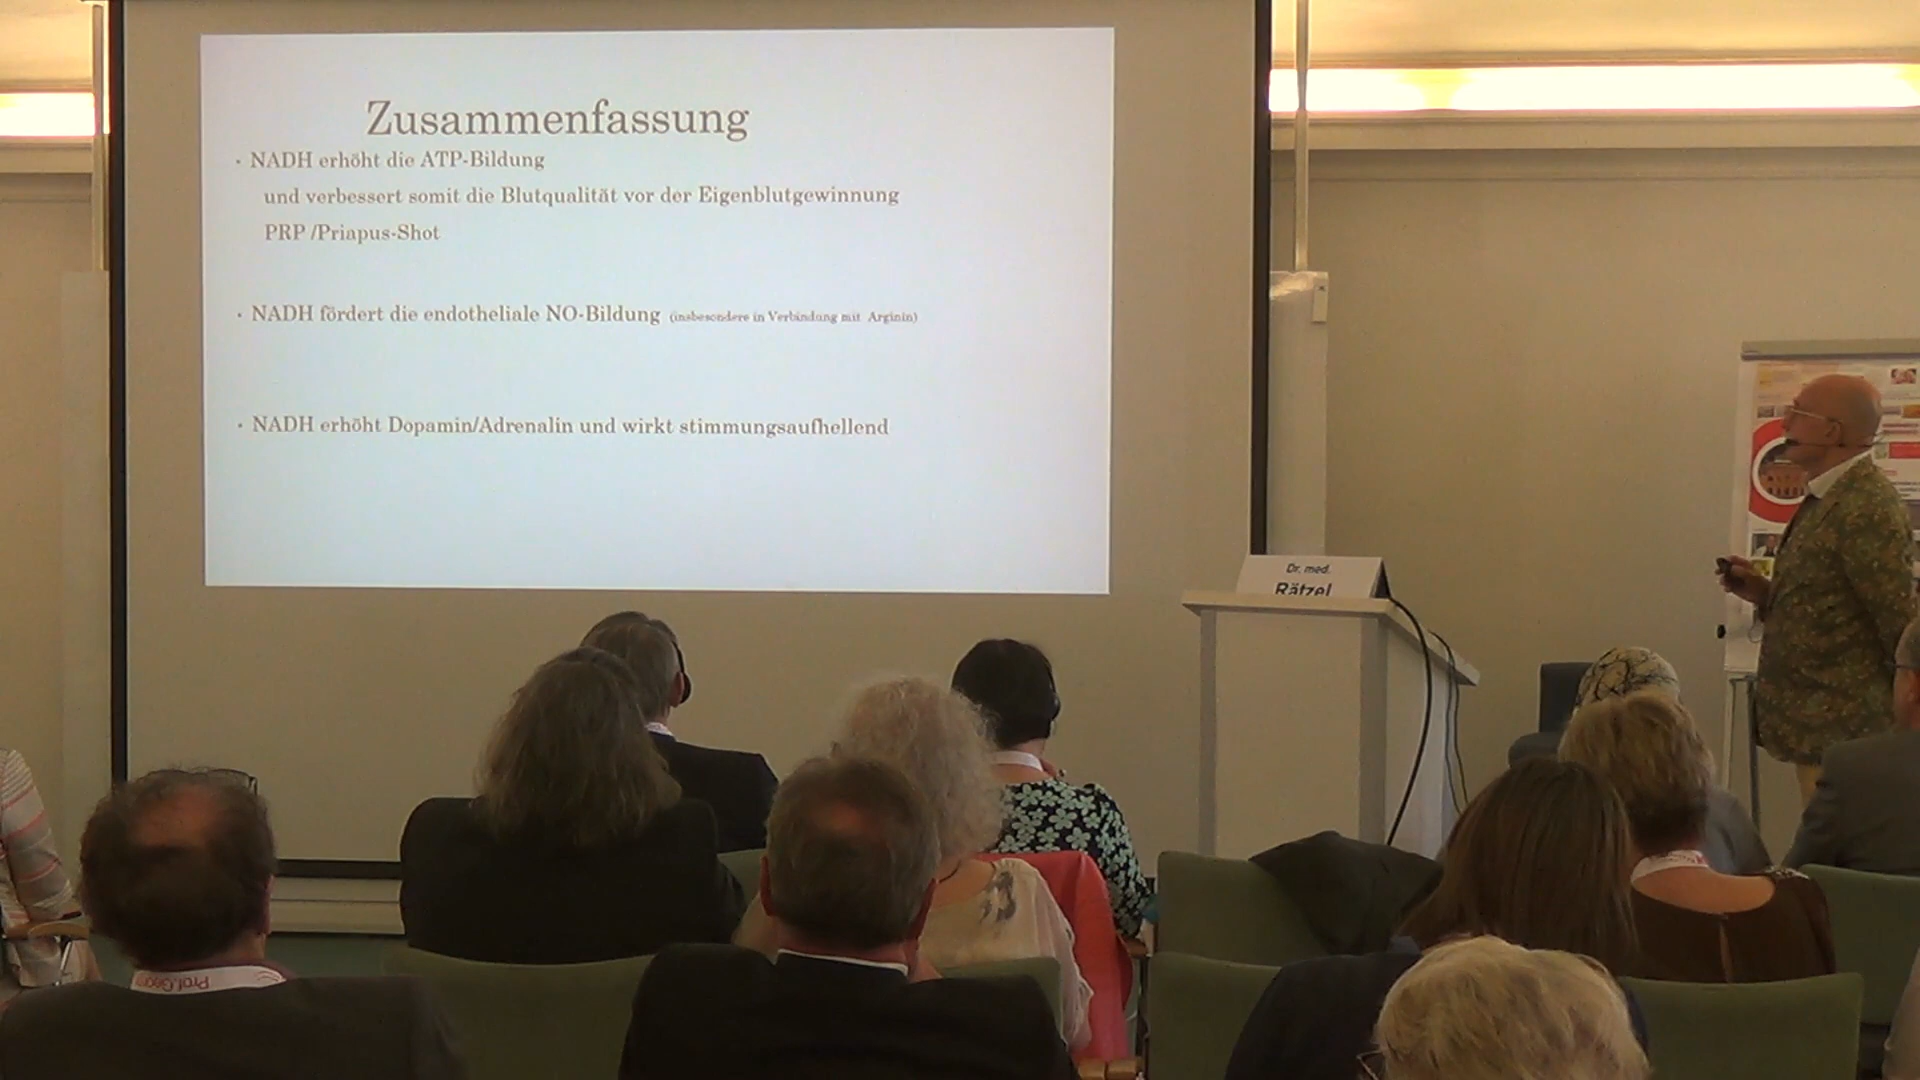 Zusammenfassung
• NADH erhöht die ATP-Bildung
und verbessert somit die Blutqualität vor der Eigenblutgewinnung
PRP /Priapus-Shot
• NADH fördert die endotheliale NO-Bildung (insbesondere in Verbindung mit Arginin)
• NADH erhöht Dopamin/Adrenalin und wirkt stimmungsaufhellend
Dr. med.
Rätzel